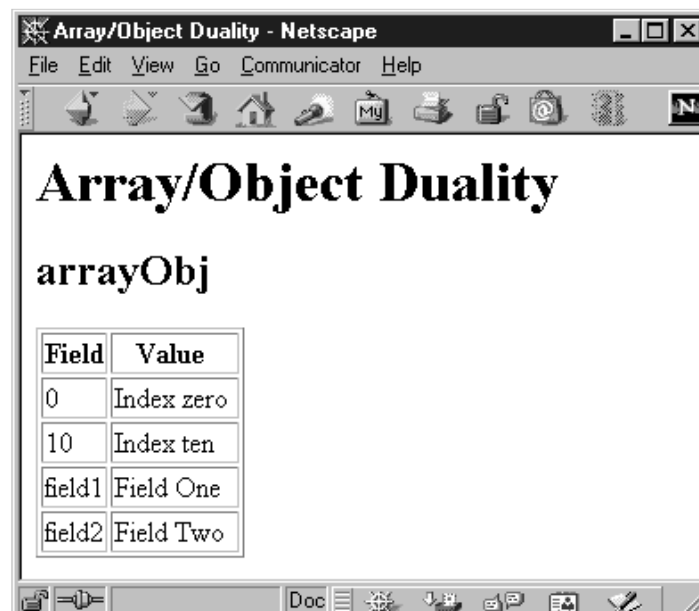 Array/Object Duality - Netscape
File Edit View Go Communicator Help
My N
Array/Object Duality
arrayObj
Field Value
0 Index zero
10 Index ten
field1 Field One
field2 Field Two
Doc